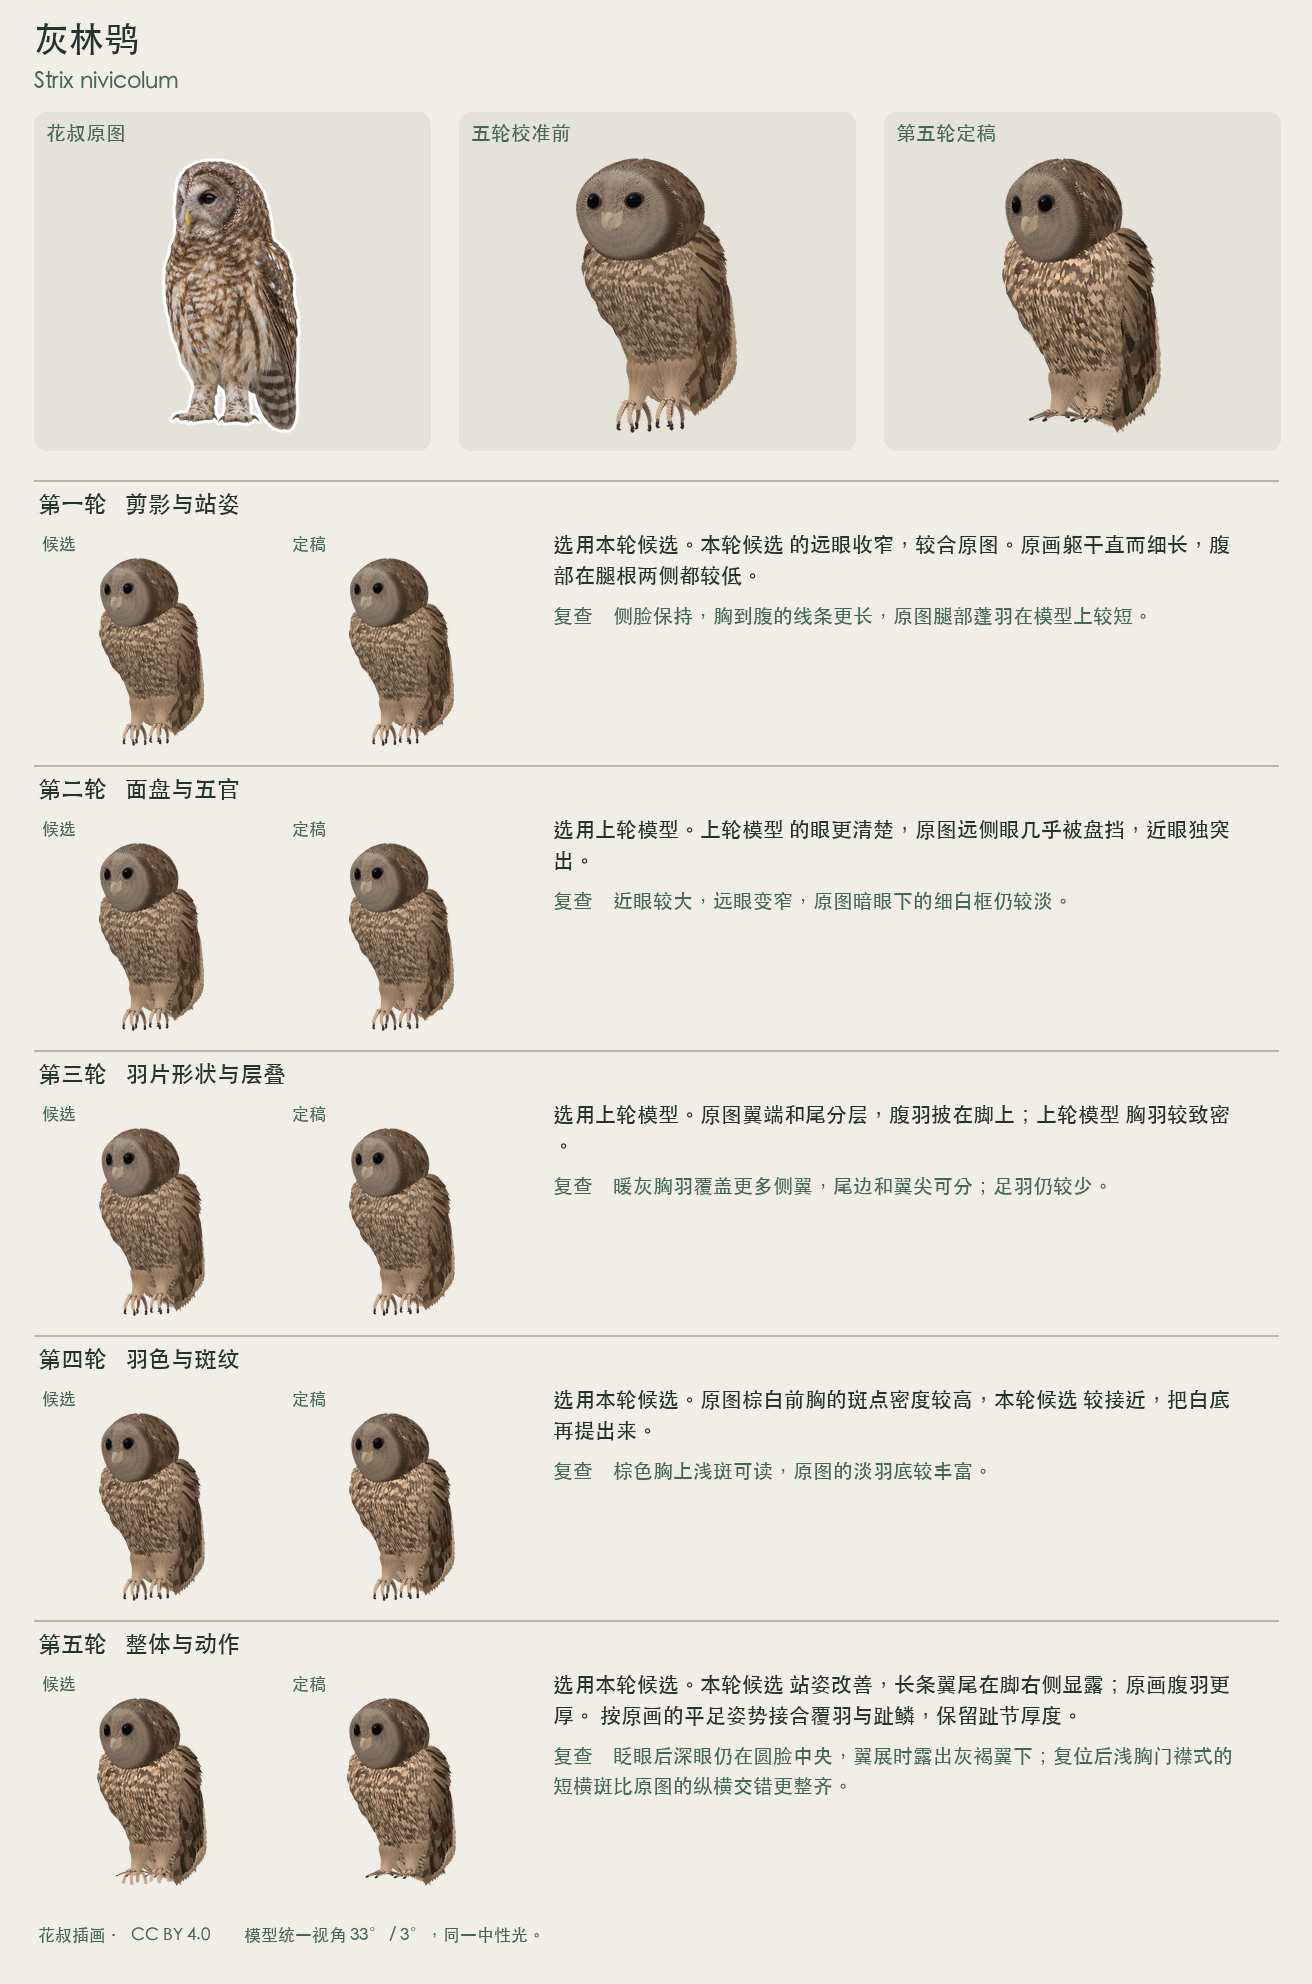 灰林鸮
Strix nivicolum
花叔原图
五轮校准前
第五轮定稿
第一轮 剪影与站姿
候选
定稿
选用本轮候选。本轮候选 的远眼收窄，较合原图。原画躯干直而细长，腹
部在腿根两侧都较低。
复查 侧脸保持，胸到腹的线条更长，原图腿部蓬羽在模型上较短。
第二轮 面盘与五官
候选
定稿
选用上轮模型。上轮模型 的眼更清楚，原图远侧眼几乎被盘挡，近眼独突
出。
复查 近眼较大，远眼变窄，原图暗眼下的细白框仍较淡。
第三轮 羽片形状与层叠
候选
定稿
选用上轮模型。原图翼端和尾分层，腹羽披在脚上；上轮模型 胸羽较致密
。
复查 暖灰胸羽覆盖更多侧翼，尾边和翼尖可分；足羽仍较少。
第四轮 羽色与斑纹
候选
定稿
选用本轮候选。原图棕白前胸的斑点密度较高，本轮候选 较接近，把白底
再提出来。
复查 棕色胸上浅斑可读，原图的淡羽底较丰富。
第五轮 整体与动作
候选
定稿
选用本轮候选。本轮候选 站姿改善，长条翼尾在脚右侧显露；原画腹羽更
厚。 按原画的平足姿势接合覆羽与趾鳞，保留趾节厚度。
复查 眨眼后深眼仍在圆脸中央，翼展时露出灰褐翼下；复位后浅胸门襟式的
短横斑比原图的纵横交错更整齐。
花叔插画 · CC BY 4.0 模型统一视角 33° / 3°，同一中性光。